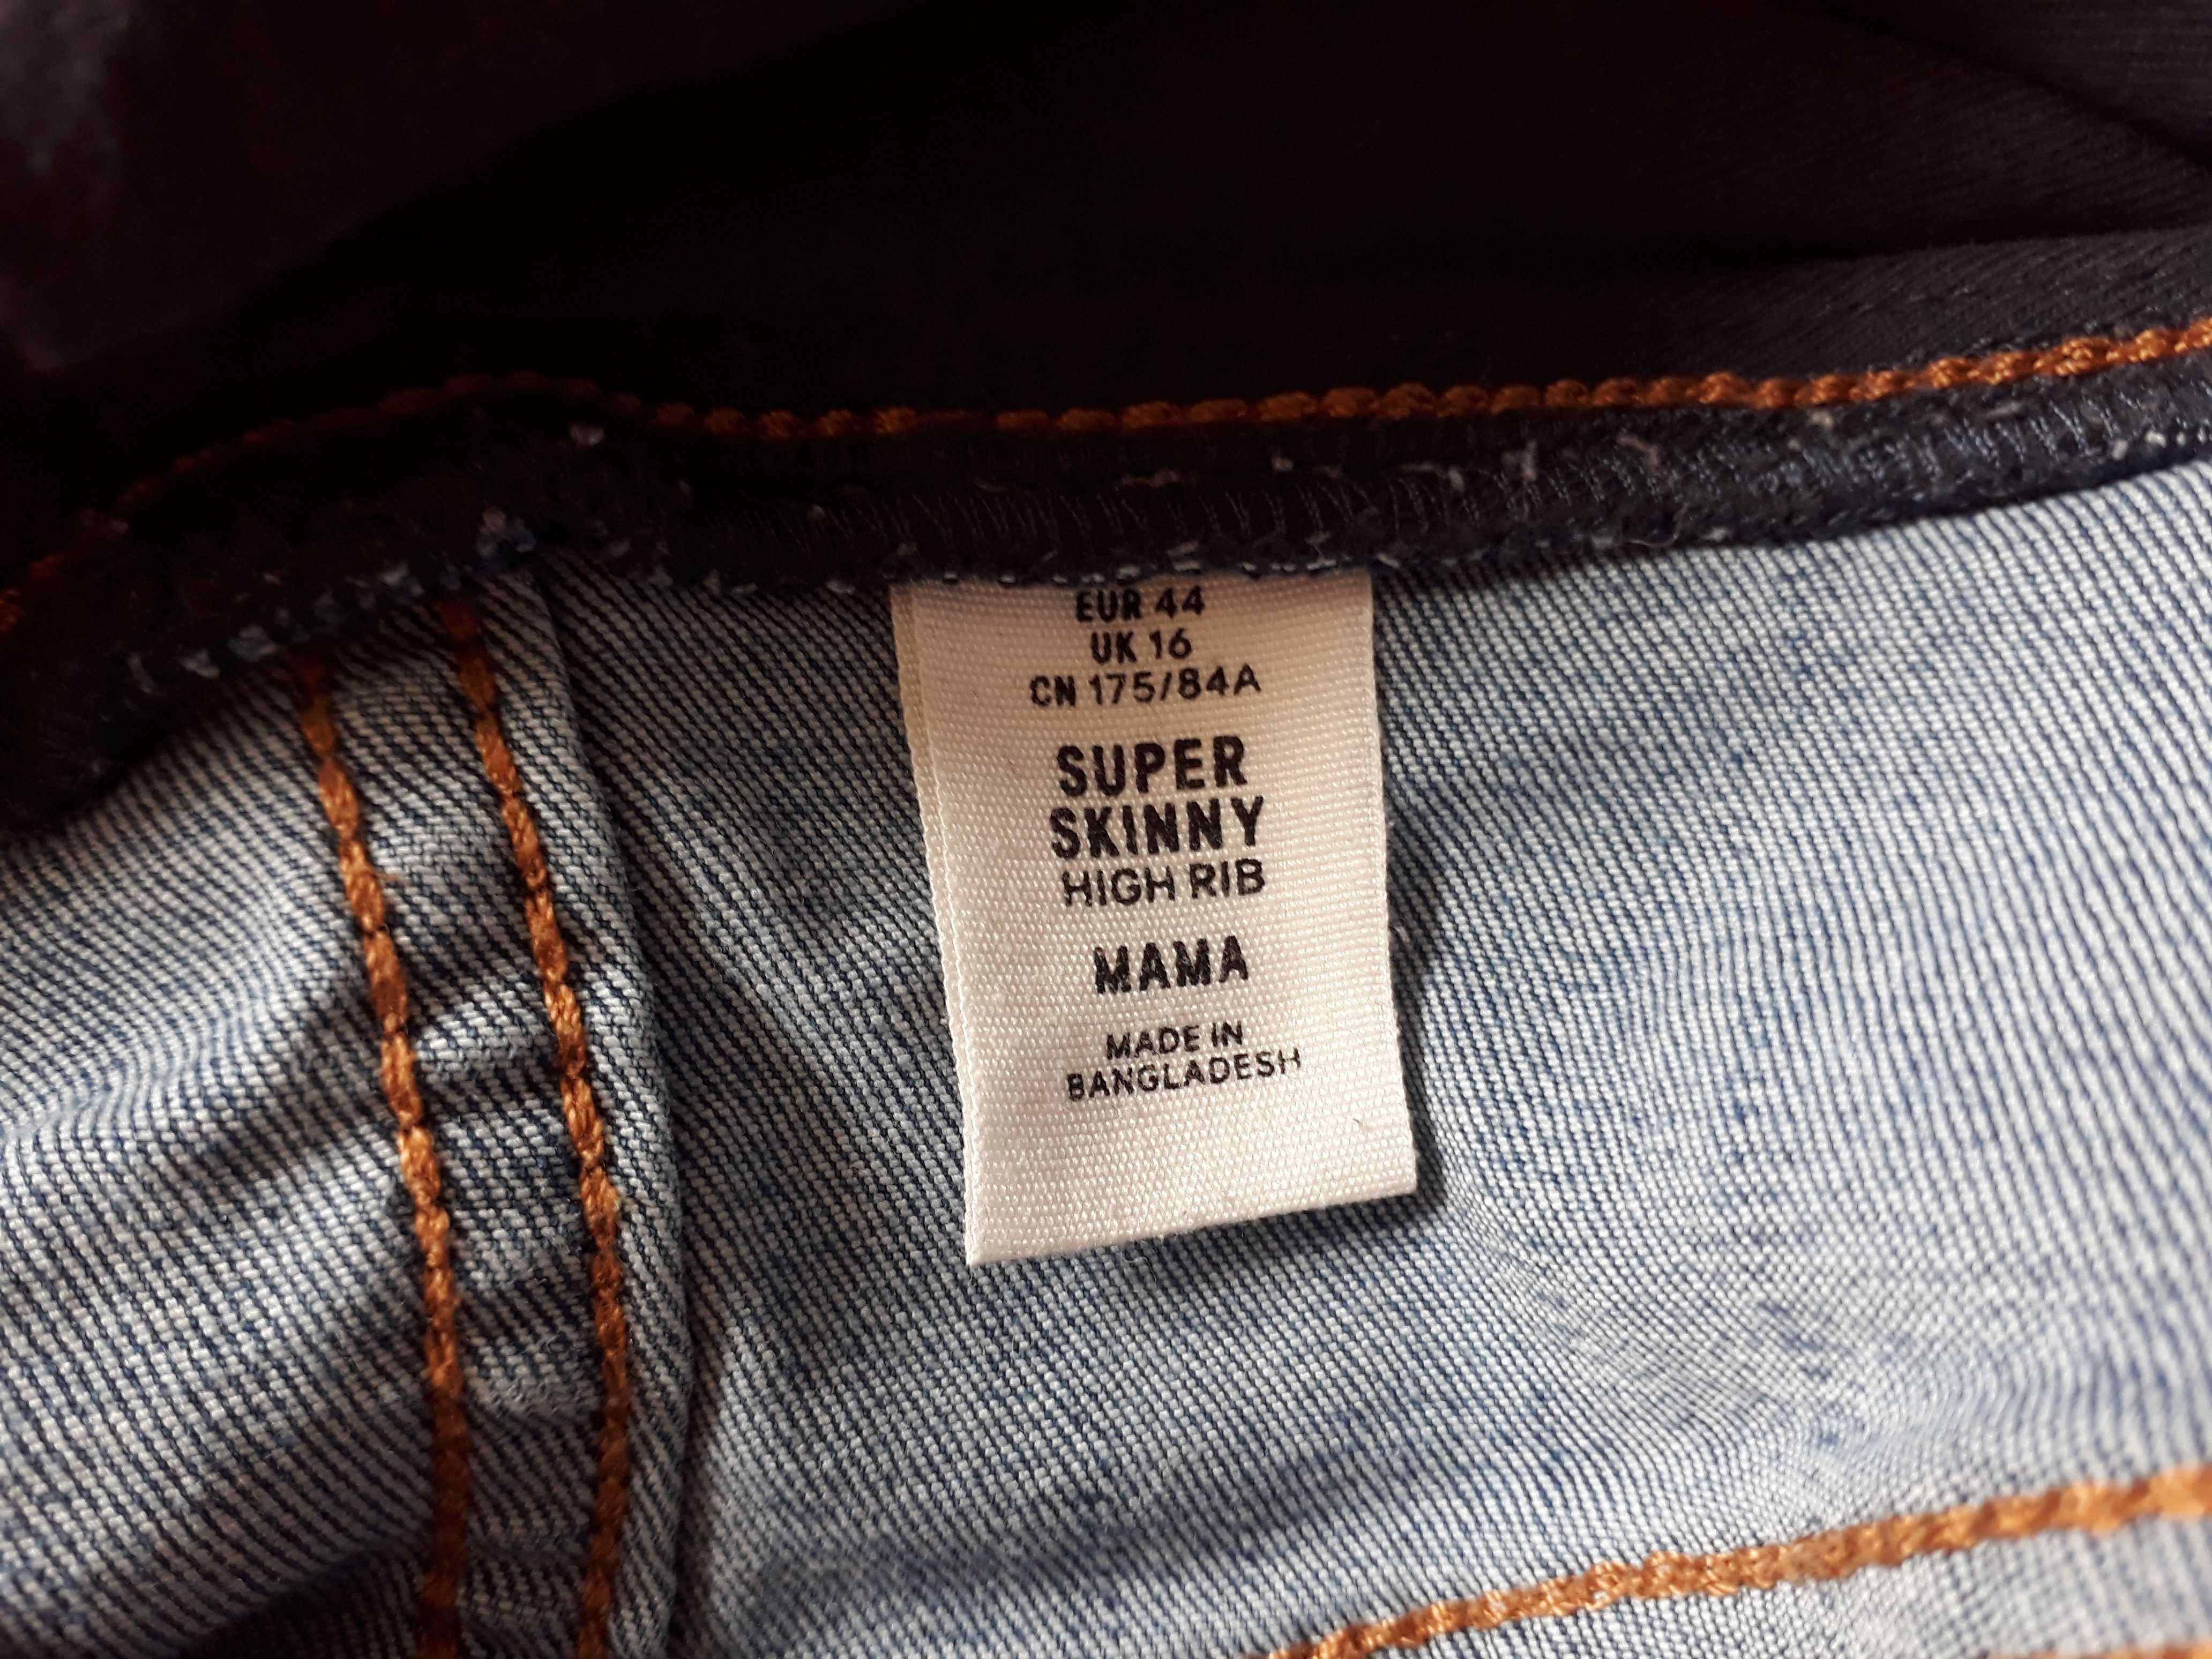 EUR 44
UK 16
CN 175/84A
SUPER
SKINNY
HIGH RIB
MAMA
MADE IN
BANGLADESH